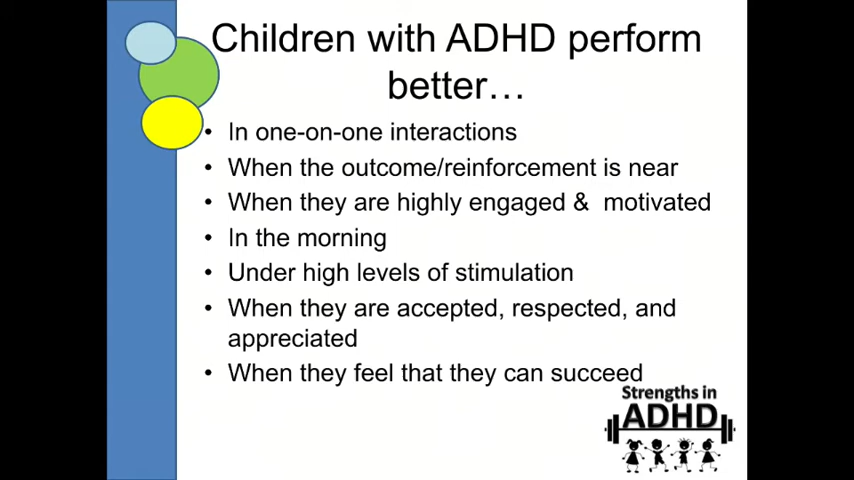 Children with ADHD perform
better…
• In one-on-one interactions
• When the outcome/reinforcement is near
• When they are highly engaged &  motivated
• In the morning
• Under high levels of stimulation
• When they are accepted, respected, and
appreciated
• When they feel that they can succeed
Strengths in
ADHD